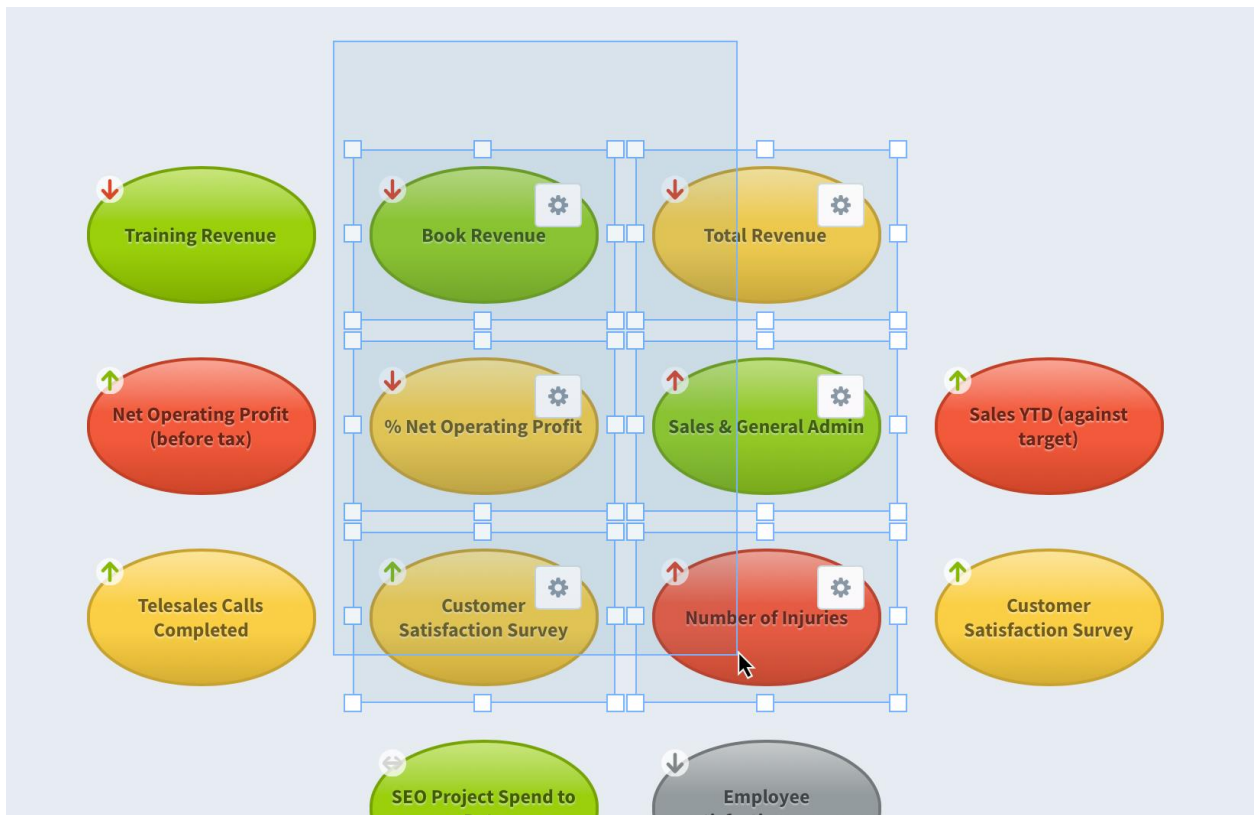 Training Revenue
Book Revenue
Total Revenue
Net Operating Profit
(before tax)
% Net Operating Profit
Sales & General Admin
Sales YTD (against
target)
Telesales Calls
Completed
Customer
Satisfaction Survey
Number of Injuries
Customer
Satisfaction Survey
SEO Project Spend to
Employee